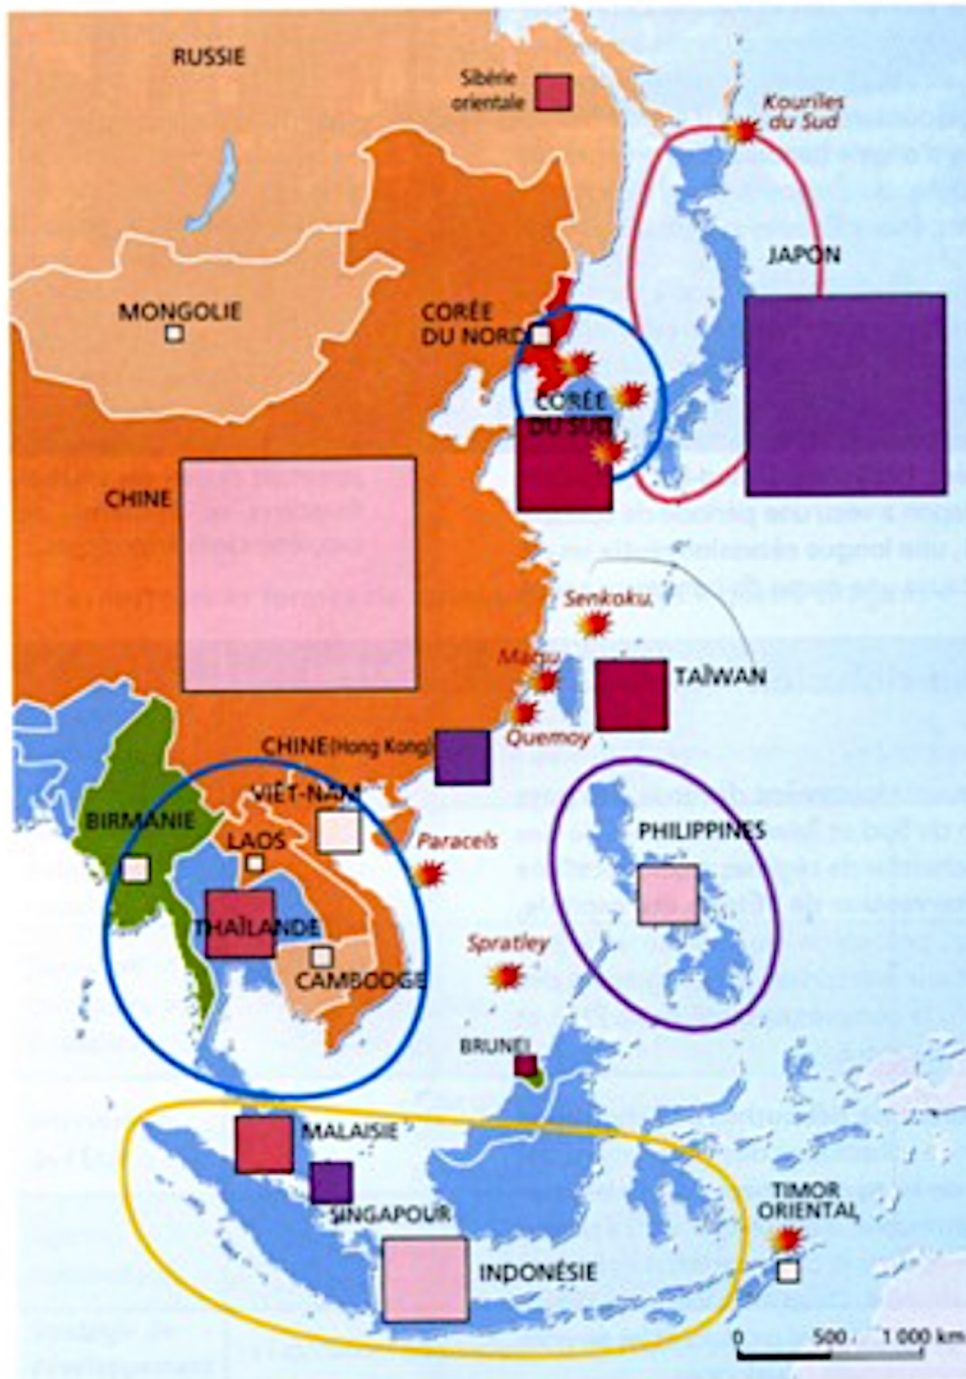 RUSSIE
Sibérie
orientale
Kouriles
du Sud
JAPON
MONGOLIE
CORÉE
DU NORD
CORÉE
DU SUD
CHINE
Senkoku
Matsu
TAÏWAN
Quemoy
CHINE (Hong Kong)
VIÊT-NAM
BIRMANIE
LAOS
Paracels
PHILIPPINES
THAÏLANDE
CAMBODGE
Spratley
BRUNEI
MALAISIE
SINGAPOUR
TIMOR
ORIENTAL
INDONÉSIE
0 500 1 000 km